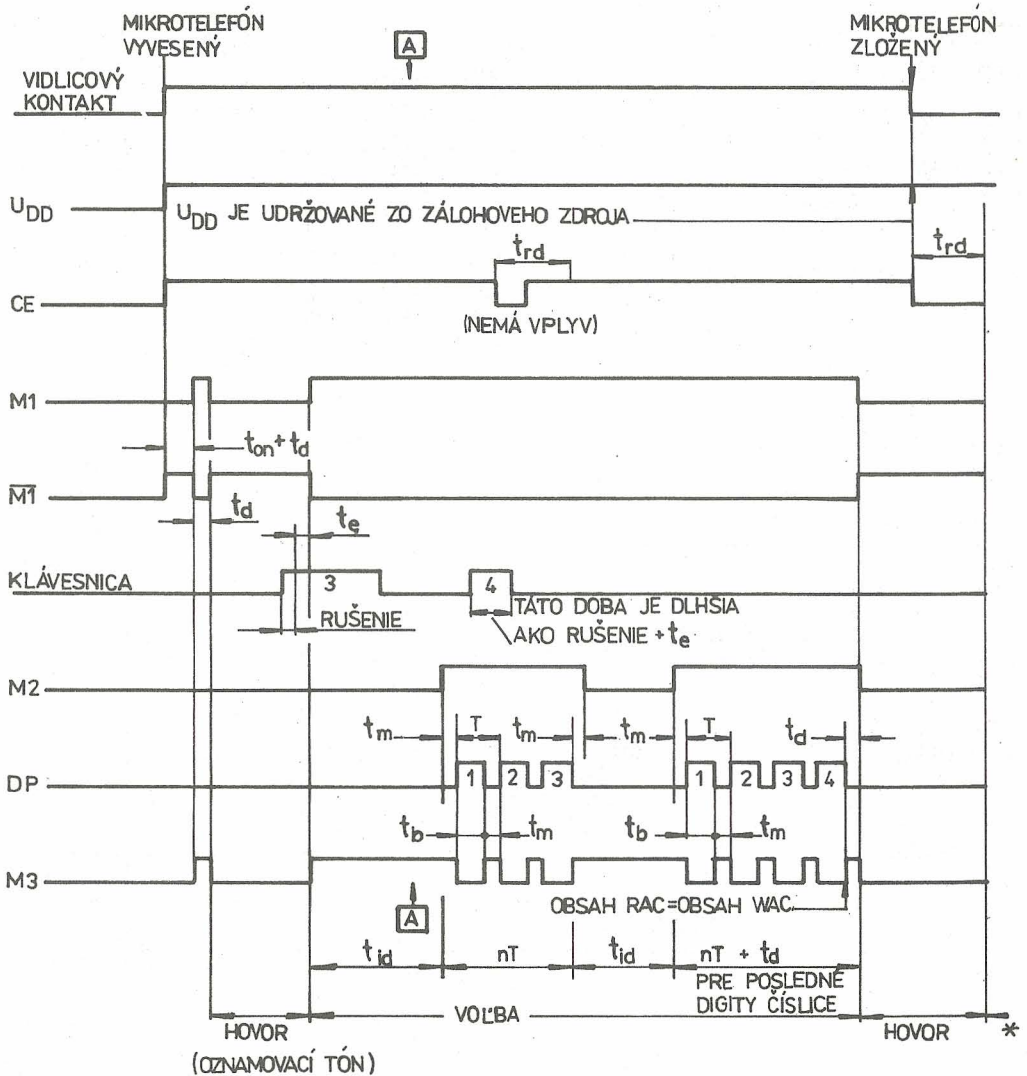 MIKROTELEFÓN
VYVESENÝ
A
MIKROTELEFÓN
ZLOŽENÝ
VIDLICOVÝ
KONTAKT
UDD
UDD JE UDRŽOVANÉ ZO ZÁLOHOVEHO ZDROJA
trd
trd
CE
(NEMÁ VPLYV)
M1
ton + td
M̅1̅
td
te
KLÁVESNICA
3
4
RUŠENIE
TÁTO DOBA JE DLHŠIA
AKO RUŠENIE + te
M2
tm
T
tm
tm
T
td
DP
1
2
3
1
2
3
4
tb
tm
tb
tm
M3
A
OBSAH RAC=OBSAH WAC
tid
nT
tid
nT + td
PRE POSLEDNÉ
DIGITY ČÍSLICE
HOVOR
VOĽBA
HOVOR
*
(OZNAMOVACÍ TÓN)